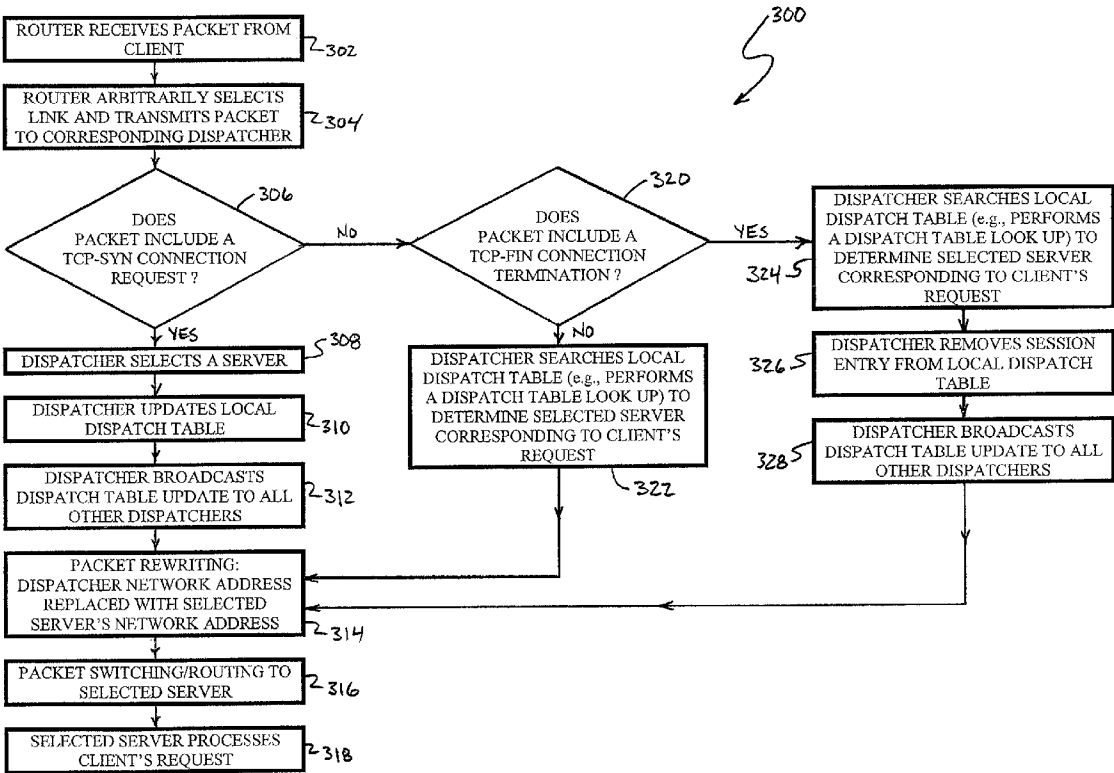 300
ROUTER RECEIVES PACKET FROM
CLIENT
302
ROUTER ARBITRARILY SELECTS
LINK AND TRANSMITS PACKET
TO CORRESPONDING DISPATCHER
304
306
DOES
PACKET INCLUDE A
TCP-SYN CONNECTION
REQUEST ?
NO
YES
320
DOES
PACKET INCLUDE A
TCP-FIN CONNECTION
TERMINATION ?
YES
NO
DISPATCHER SEARCHES LOCAL
DISPATCH TABLE (e.g., PERFORMS
A DISPATCH TABLE LOOK UP) TO
DETERMINE SELECTED SERVER
CORRESPONDING TO CLIENT'S
REQUEST
324
DISPATCHER SELECTS A SERVER
308
DISPATCHER UPDATES LOCAL
DISPATCH TABLE
310
DISPATCHER BROADCASTS
DISPATCH TABLE UPDATE TO ALL
OTHER DISPATCHERS
312
DISPATCHER SEARCHES LOCAL
DISPATCH TABLE (e.g., PERFORMS
A DISPATCH TABLE LOOK UP) TO
DETERMINE SELECTED SERVER
CORRESPONDING TO CLIENT'S
REQUEST
322
DISPATCHER REMOVES SESSION
ENTRY FROM LOCAL DISPATCH
TABLE
326
DISPATCHER BROADCASTS
DISPATCH TABLE UPDATE TO ALL
OTHER DISPATCHERS
328
PACKET REWRITING:
DISPATCHER NETWORK ADDRESS
REPLACED WITH SELECTED
SERVER'S NETWORK ADDRESS
314
PACKET SWITCHING/ROUTING TO
SELECTED SERVER
316
SELECTED SERVER PROCESSES
CLIENT'S REQUEST
318